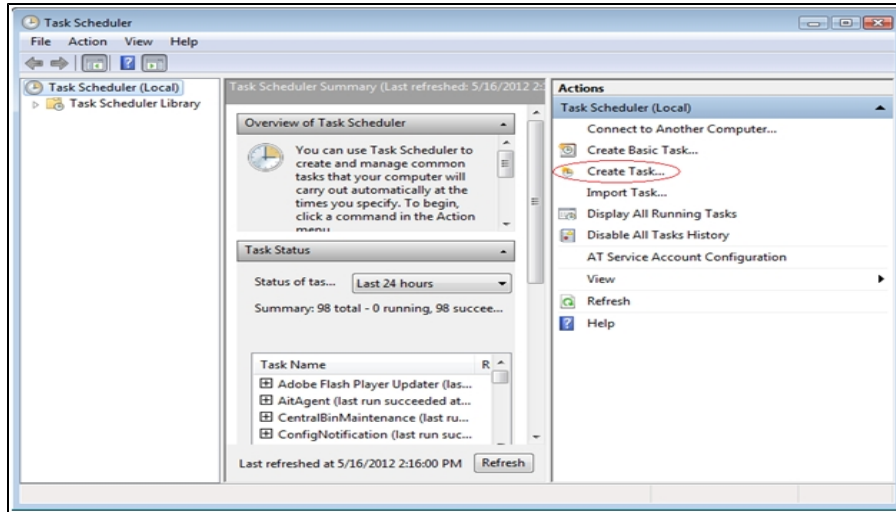 Task Scheduler
File Action View Help
Task Scheduler (Local)
Task Scheduler Library
Task Scheduler Summary (Last refreshed: 5/16/2012 2:
Overview of Task Scheduler
You can use Task Scheduler to
create and manage common
tasks that your computer will
carry out automatically at the
times you specify. To begin,
click a command in the Action
menu
Task Status
Status of tas...
Last 24 hours
Summary: 98 total - 0 running, 98 succee...
Task Name R
Adobe Flash Player Updater (las...
AitAgent (last run succeeded at...
CentralBinMaintenance (last ru...
ConfigNotification (last run suc...
Last refreshed at 5/16/2012 2:16:00 PM
Refresh
Actions
Task Scheduler (Local)
Connect to Another Computer...
Create Basic Task...
Create Task...
Import Task...
Display All Running Tasks
Disable All Tasks History
AT Service Account Configuration
View
Refresh
Help